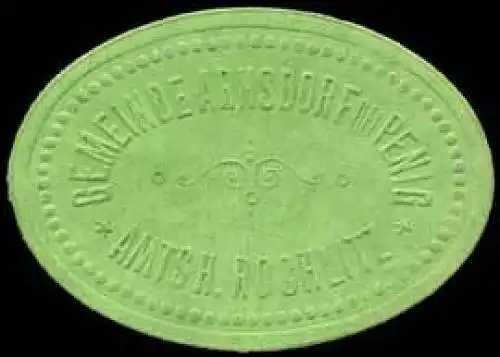 GEMEINDE ARNSDORF B. PENIG
* AMTSH. ROCHLITZ *